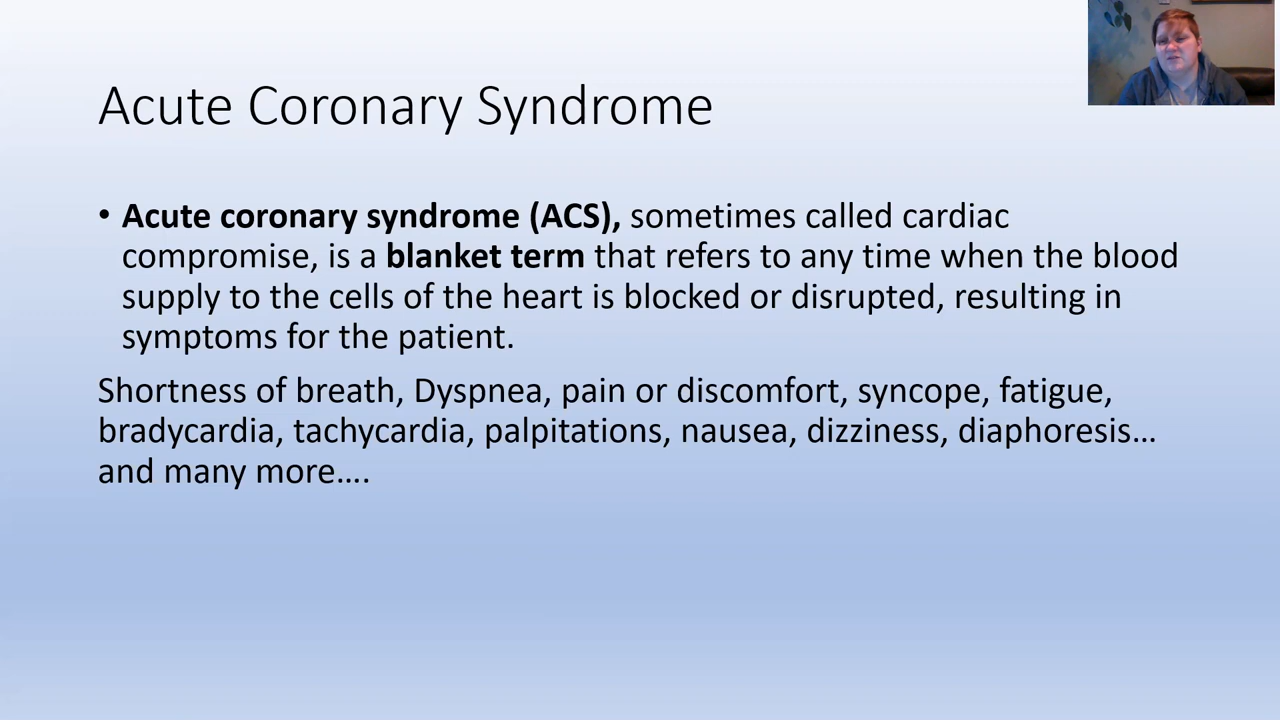 Acute Coronary Syndrome
• Acute coronary syndrome (ACS), sometimes called cardiac
compromise, is a blanket term that refers to any time when the blood
supply to the cells of the heart is blocked or disrupted, resulting in
symptoms for the patient.
Shortness of breath, Dyspnea, pain or discomfort, syncope, fatigue,
bradycardia, tachycardia, palpitations, nausea, dizziness, diaphoresis…
and many more….